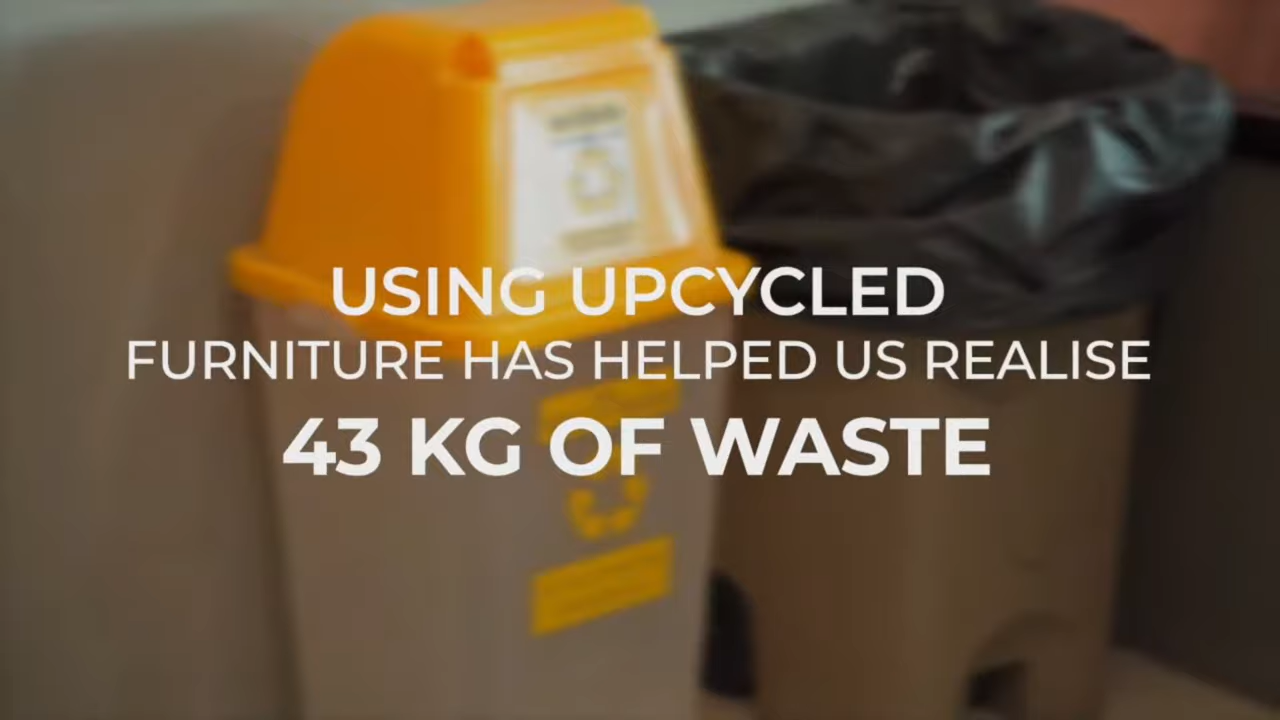 USING UPCYCLED
FURNITURE HAS HELPED US REALISE
43 KG OF WASTE